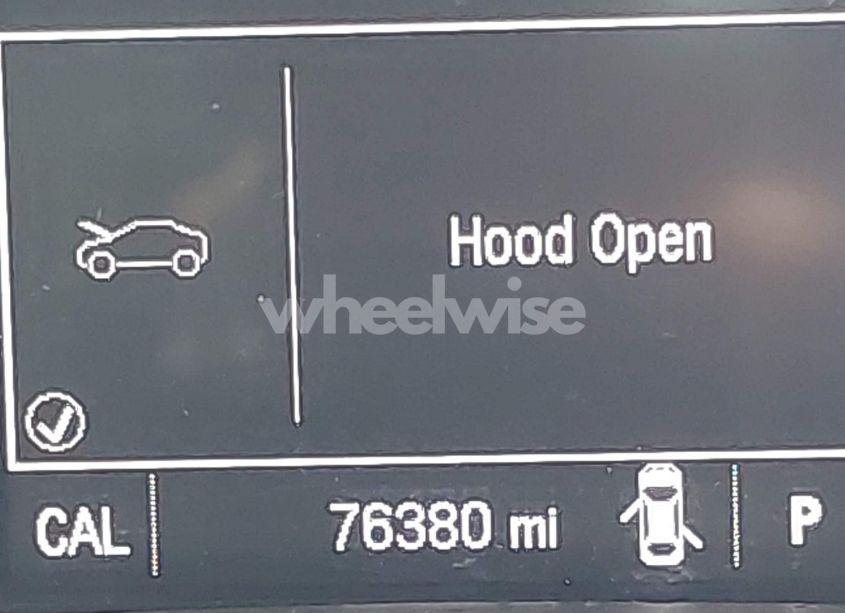 Hood Open
wheelwise
CAL 76380 mi P